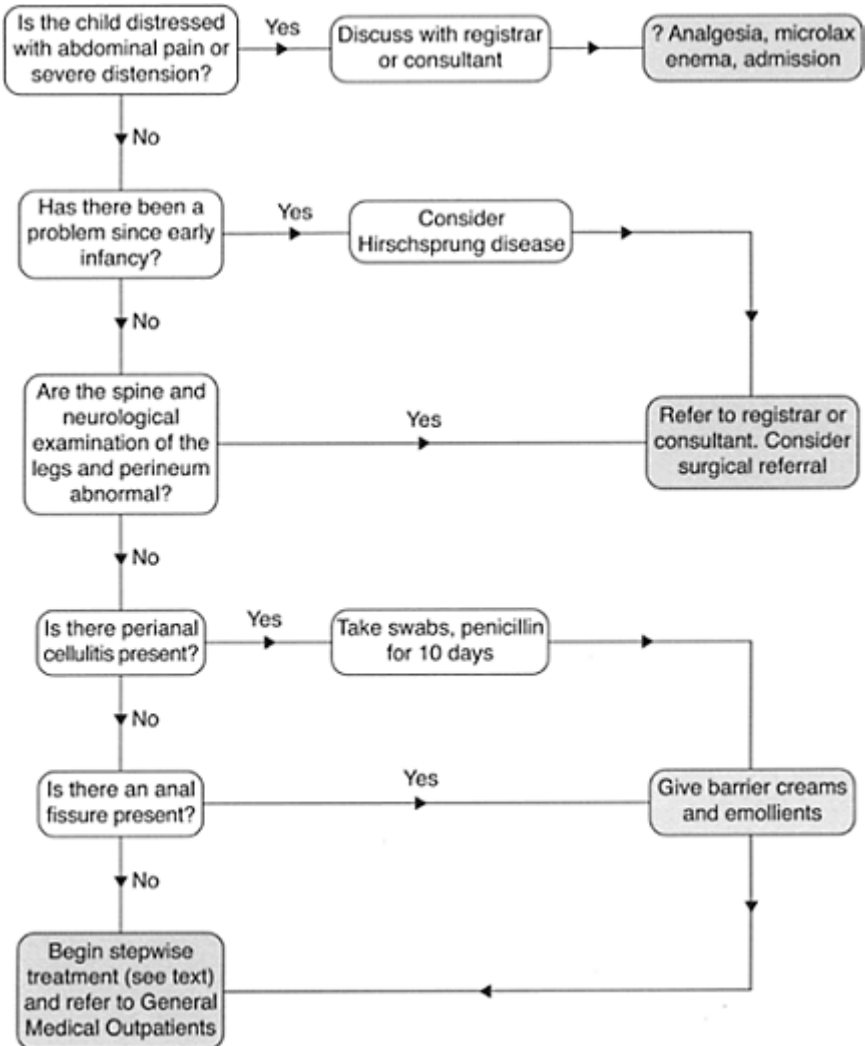 Is the child distressed
with abdominal pain or
severe distension?
Yes
Discuss with registrar
or consultant
? Analgesia, microlax
enema, admission
No
Has there been a
problem since early
infancy?
Yes
Consider
Hirschsprung disease
No
Are the spine and
neurological
examination of the
legs and perineum
abnormal?
Yes
Refer to registrar or
consultant. Consider
surgical referral
No
Is there perianal
cellulitis present?
Yes
Take swabs, penicillin
for 10 days
No
Is there an anal
fissure present?
Yes
Give barrier creams
and emollients
No
Begin stepwise
treatment (see text)
and refer to General
Medical Outpatients